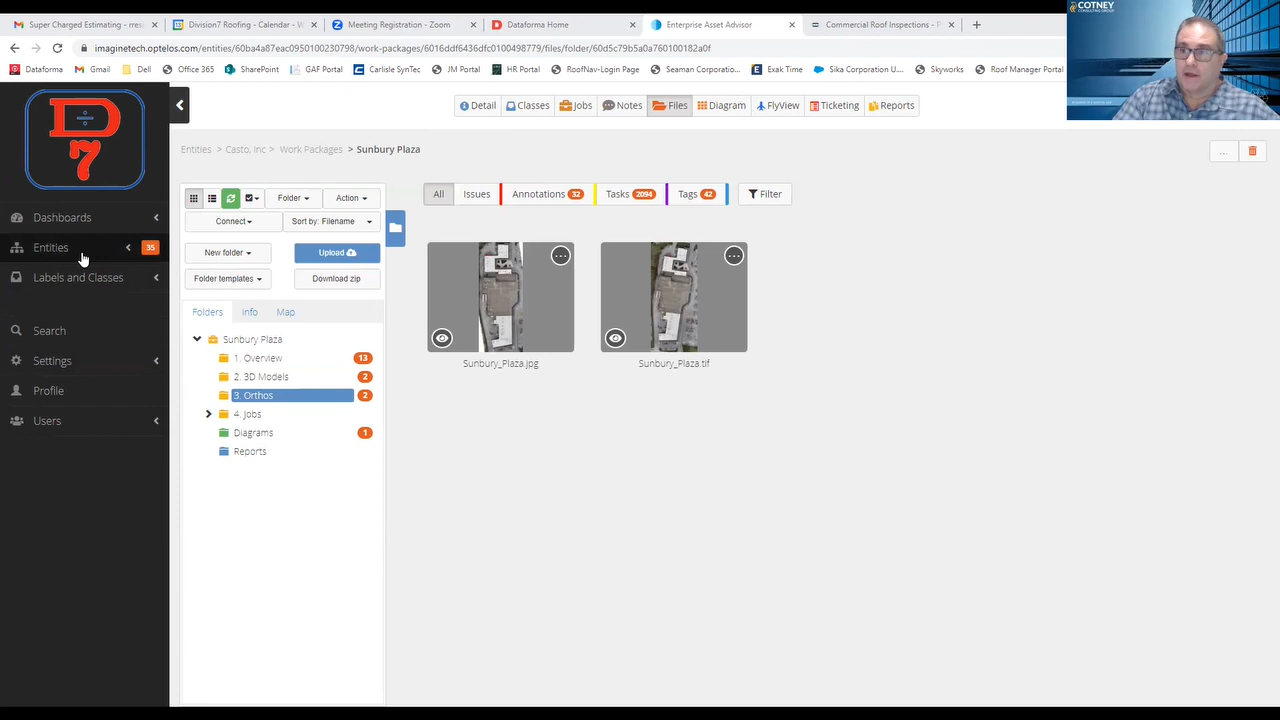 Super Charged Estimating - rresi
Division7 Roofing - Calendar - W
Meeting Registration - Zoom
Dataforma Home
Enterprise Asset Advisor
Commercial Roof Inspections - P
imaginetech.optelos.com/entities/60ba4a87eac0950100230798/work-packages/6016ddf6436dfc0100498779/files/folder/60d5c79b5a0a760100182a0f
Dataforma
Gmail
Dell
Office 365
SharePoint
GAF Portal
Carlisle SynTec
JM Portal
HR Portal
RoofNav-Login Page
Seaman Corporatio...
Exak Time
Sika Corporation U....
Skyworks
Roof Manager Portal
COTNEY
CONSULTING GROUP
D
7
Detail
Classes
Jobs
Notes
Files
Diagram
FlyView
Ticketing
Reports
Entities > Casto, Inc > Work Packages > Sunbury Plaza
...
Dashboards
Entities 35
Labels and Classes
Search
Settings
Profile
Users
Folder
Action
Connect
Sort by: Filename
New folder
Upload
Folder templates
Download zip
Folders
Info
Map
Sunbury Plaza
1. Overview 13
2. 3D Models 2
3. Orthos 2
4. Jobs
Diagrams 1
Reports
All
Issues
Annotations 32
Tasks 2094
Tags 42
Filter
Sunbury_Plaza.jpg
Sunbury_Plaza.tif